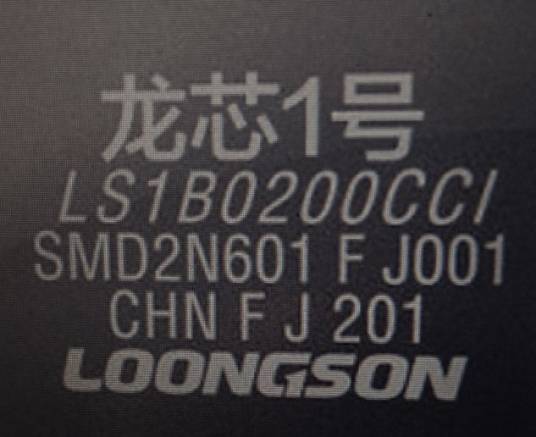 龙芯1号
LS1B0200CCI
SMD2N601 F J001
CHN F J 201
LOONGSON